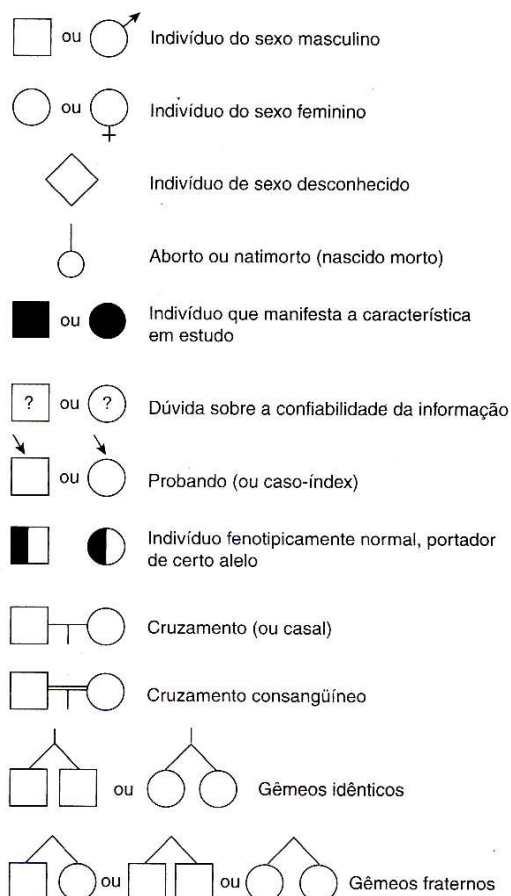 ou Indivíduo do sexo masculino
ou Indivíduo do sexo feminino
Indivíduo de sexo desconhecido
Aborto ou natimorto (nascido morto)
ou Indivíduo que manifesta a característica
em estudo
? ou ? Dúvida sobre a confiabilidade da informação
ou Probando (ou caso-índex)
Indivíduo fenotipicamente normal, portador
de certo alelo
Cruzamento (ou casal)
Cruzamento consangüíneo
ou Gêmeos idênticos
ou ou Gêmeos fraternos